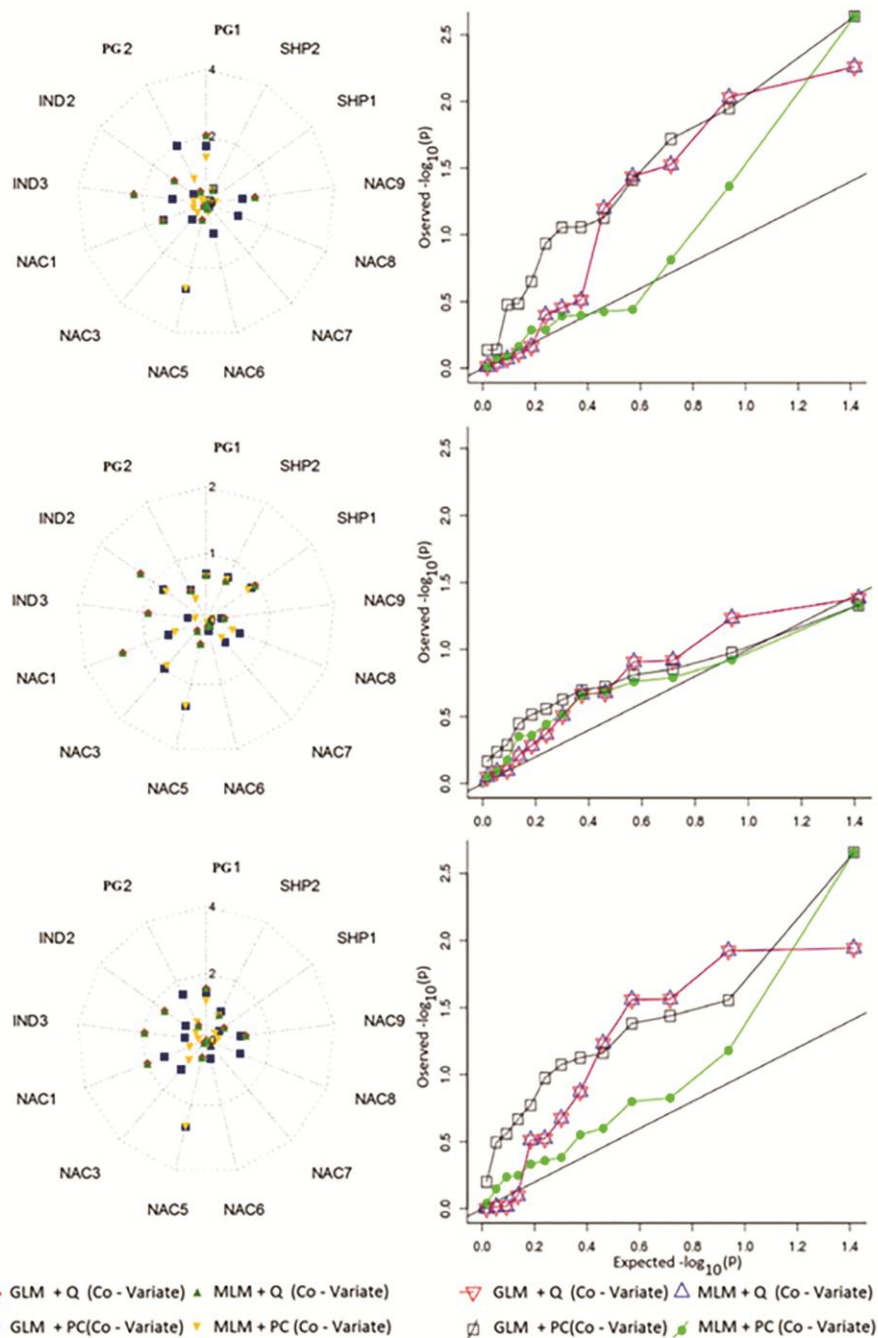 PG1
SHP2
SHP1
NAC9
NAC8
NAC7
NAC6
NAC5
NAC3
NAC1
IND3
IND2
PG2
4
2
0
Oserved -log10(P)
2.5
2.0
1.5
1.0
0.5
0.0
0.0 0.2 0.4 0.6 0.8 1.0 1.2 1.4
PG1
SHP2
SHP1
NAC9
NAC8
NAC7
NAC6
NAC5
NAC3
NAC1
IND3
IND2
PG2
2
1
0
Oserved -log10(P)
2.5
2.0
1.5
1.0
0.5
0.0
0.0 0.2 0.4 0.6 0.8 1.0 1.2 1.4
PG1
SHP2
SHP1
NAC9
NAC8
NAC7
NAC6
NAC5
NAC3
NAC1
IND3
IND2
PG2
4
2
0
Oserved -log10(P)
2.5
2.0
1.5
1.0
0.5
0.0
0.0 0.2 0.4 0.6 0.8 1.0 1.2 1.4
Expected -log10(P)
GLM + Q (Co - Variate) MLM + Q (Co - Variate)
GLM + PC(Co - Variate) MLM + PC (Co - Variate)
GLM + Q (Co - Variate) MLM + Q (Co - Variate)
GLM + PC(Co - Variate) MLM + PC (Co - Variate)